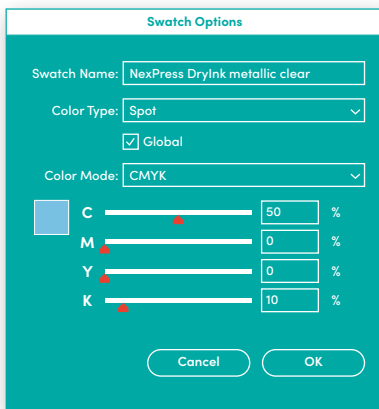 Swatch Options
Swatch Name: NexPress DryInk metallic clear
Color Type: Spot
Global
Color Mode: CMYK
C 50 %
M 0 %
Y 0 %
K 10 %
Cancel OK